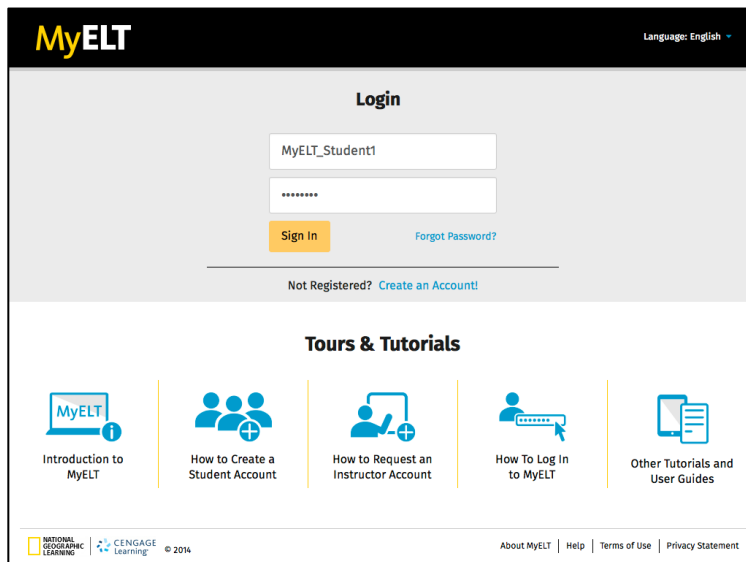 MyELT
Language: English
Login
MyELT_Student1
••••••••
Sign In
Forgot Password?
Not Registered? Create an Account!
Tours & Tutorials
MyELT
Introduction to
MyELT
How to Create a
Student Account
How to Request an
Instructor Account
How To Log In
to MyELT
Other Tutorials and
User Guides
NATIONAL
GEOGRAPHIC
LEARNING
CENGAGE
Learning·
© 2014
About MyELT | Help | Terms of Use | Privacy Statement